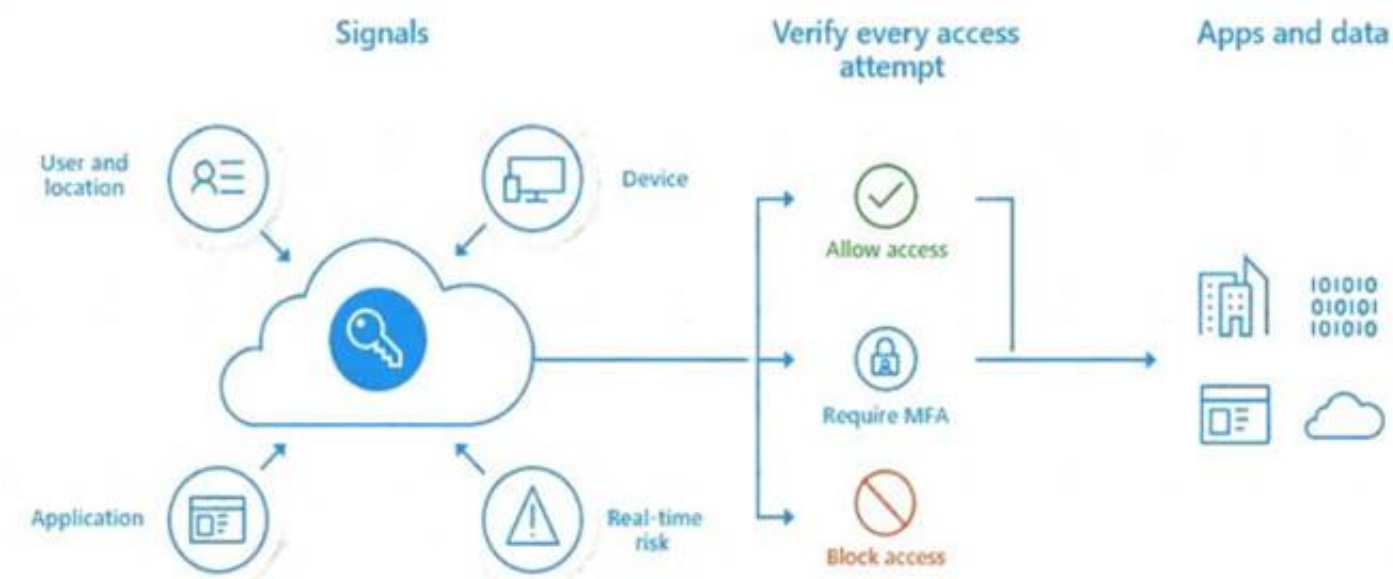 Signals
Verify every access
attempt
Apps and data
User and
location
Device
Allow access
101010
010101
101010
Require MFA
Application
Real-time
risk
Block access